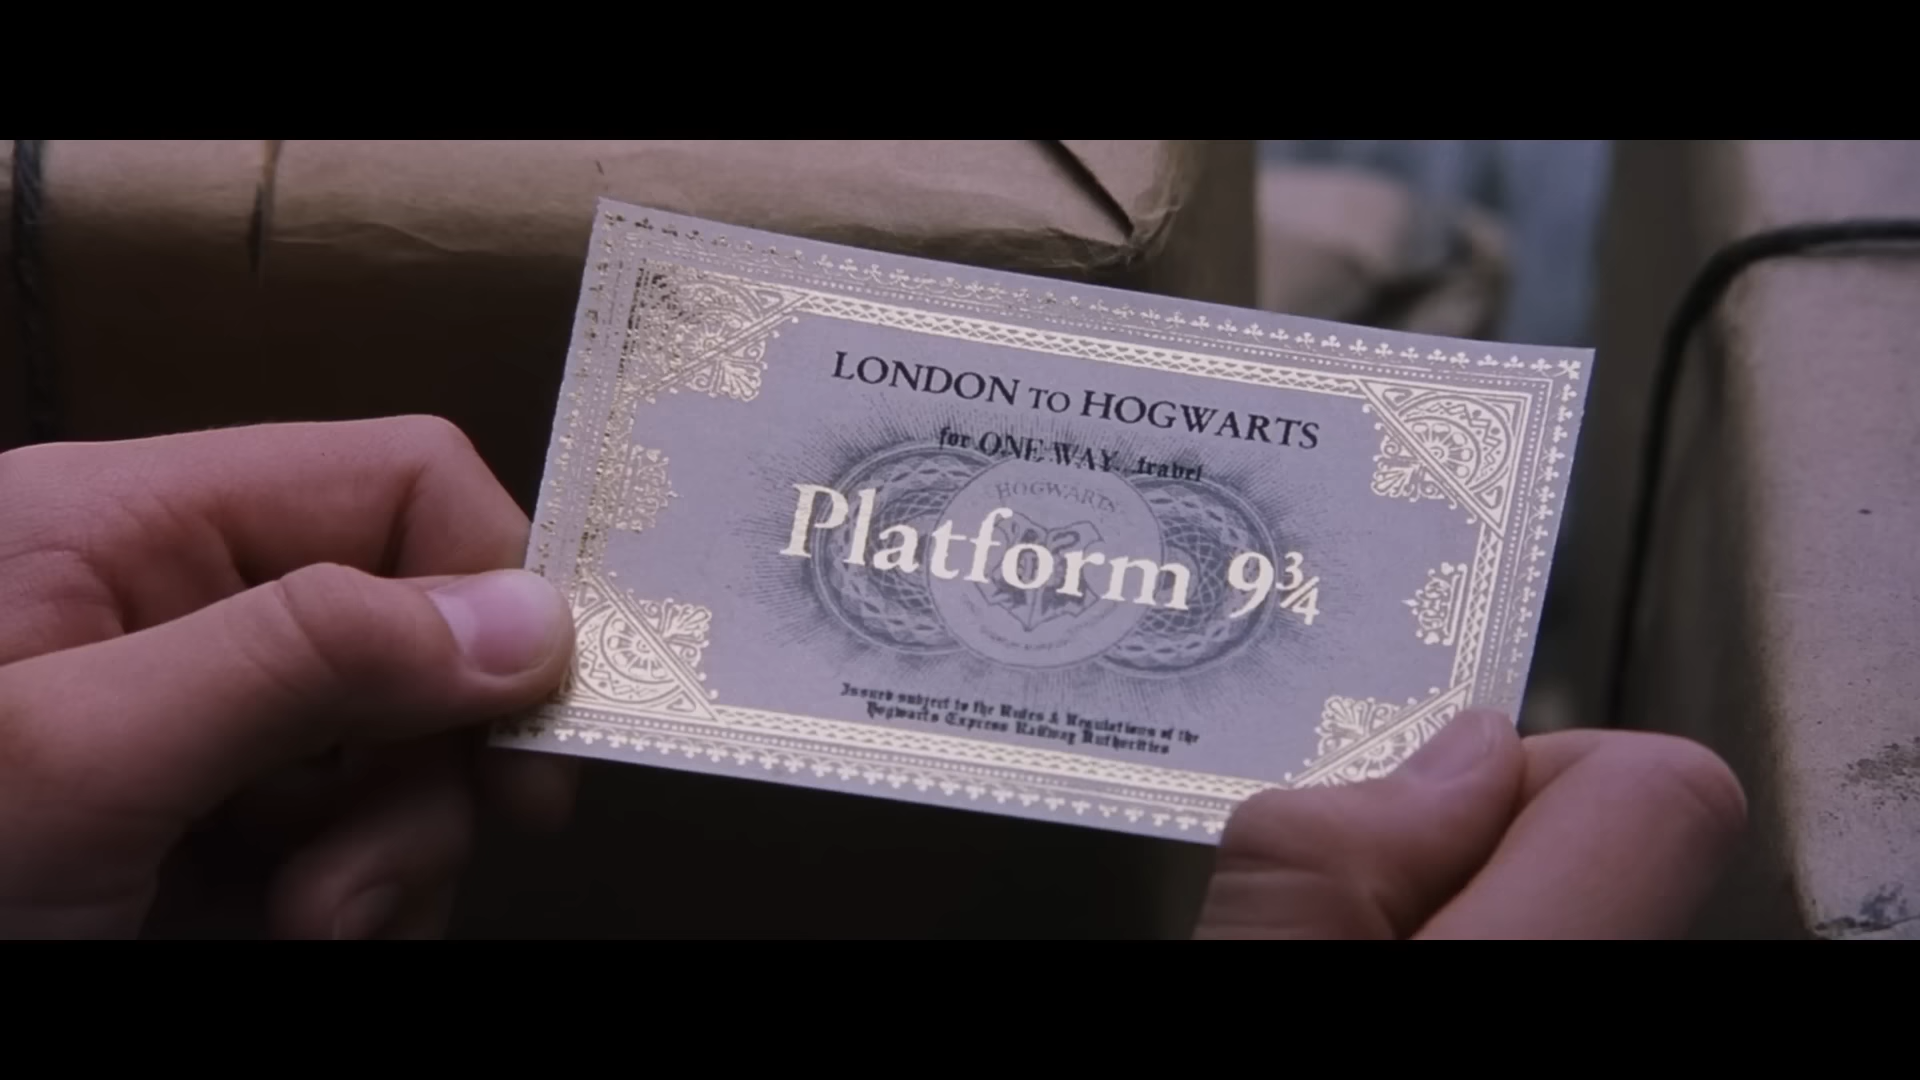 LONDON TO HOGWARTS
for ONE WAY travel
HOGWARTS
Platform 9¾
Issued subject to the Rules & Regulations of the
Hogwarts Express Railway Authorities